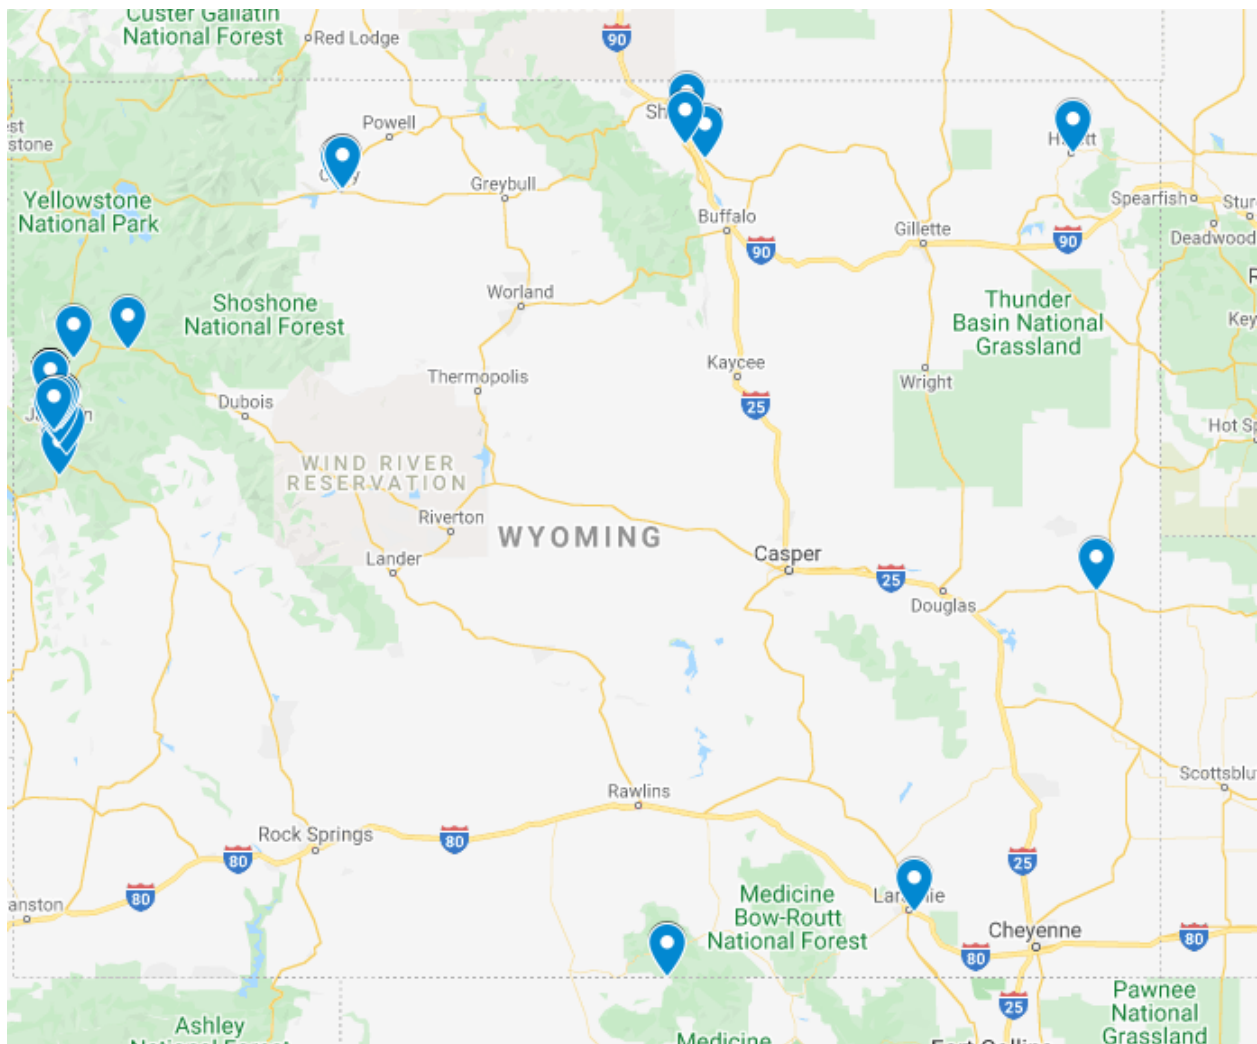 Custer Gallatin
National Forest
Red Lodge
90
Powell
Greybull
Yellowstone
National Park
Buffalo
Gillette
90
90
Spearfish
Deadwood
Worland
Shoshone
National Forest
Thunder
Basin National
Grassland
Kaycee
Wright
Thermopolis
Dubois
25
WIND RIVER
RESERVATION
Riverton
WYOMING
Lander
Casper
25
Douglas
Rawlins
Rock Springs
80
80
80
25
Medicine
Bow-Routt
National Forest
Cheyenne
80
80
25
Pawnee
National
Grassland
Ashley
Medicine